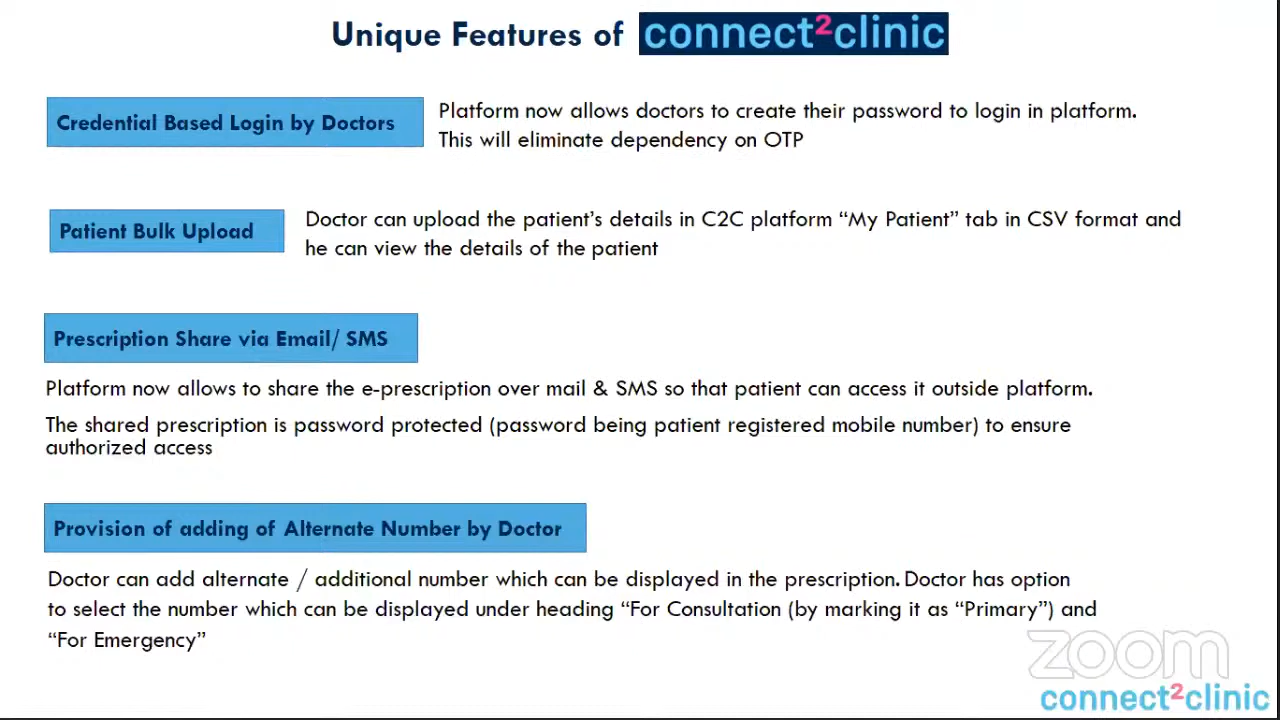 Unique Features of connect2clinic
Credential Based Login by Doctors
Platform now allows doctors to create their password to login in platform.
This will eliminate dependency on OTP
Patient Bulk Upload
Doctor can upload the patient’s details in C2C platform “My Patient” tab in CSV format and
he can view the details of the patient
Prescription Share via Email/ SMS
Platform now allows to share the e-prescription over mail & SMS so that patient can access it outside platform.
The shared prescription is password protected (password being patient registered mobile number) to ensure
authorized access
Provision of adding of Alternate Number by Doctor
Doctor can add alternate / additional number which can be displayed in the prescription. Doctor has option
to select the number which can be displayed under heading “For Consultation (by marking it as “Primary”) and
“For Emergency”
zoom
connect2clinic